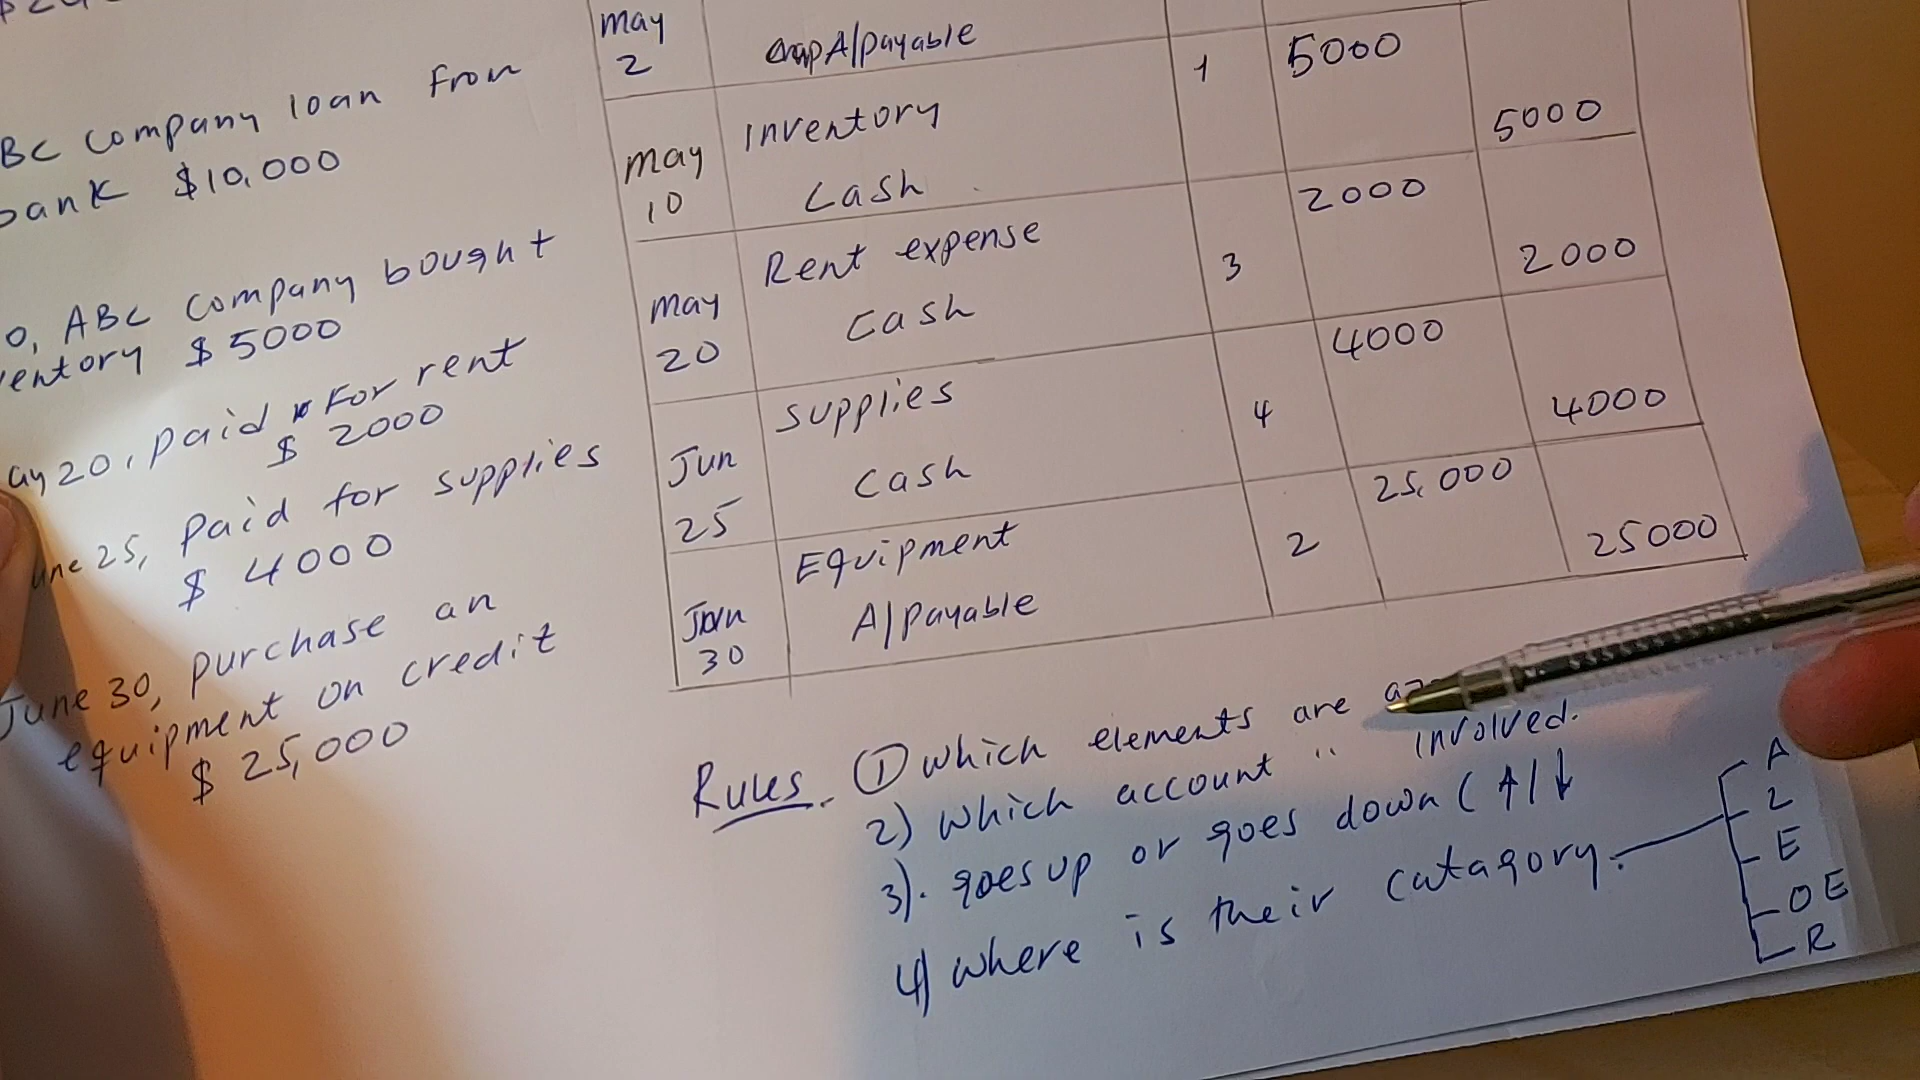 BC company loan from
bank $10,000
0, ABC company bought
ventory $5000
ay 20, paid for rent
$ 2000
une 25, Paid for supplies
$ 4000
June 30, purchase an
equipment on credit
$ 25,000
may
2
A/payable
may
10
Inventory
Cash
1
5000
5000
may
20
Rent expense
Cash
3
2000
2000
Jun
25
Supplies
Cash
4
4000
4000
Jun
30
Equipment
A/payable
2
25,000
25000
Rules. ① Which elements are
2) Which account " involved.
3). goes up or goes down (↑/↓
4) where is their catagory.
A
L
E
OE
R